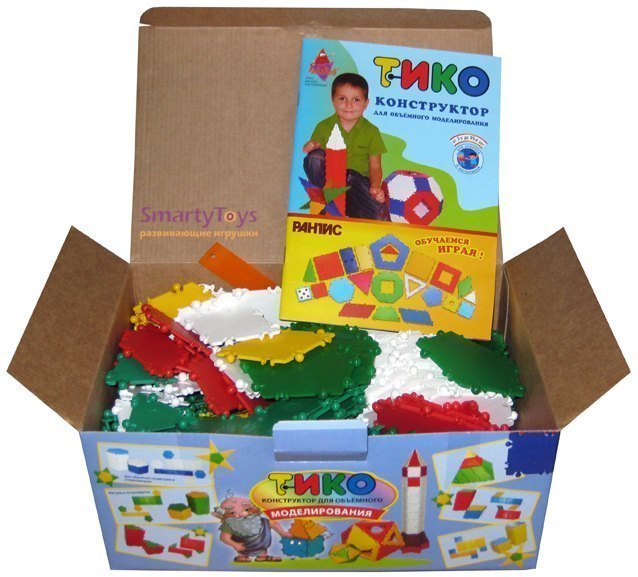 ТИКО
КОНСТРУКТОР
ДЛЯ ОБЪЁМНОГО МОДЕЛИРОВАНИЯ
SmartyToys
развивающие игрушки
РАНТИС
ОБУЧАЕМСЯ
ИГРАЯ!
ТИКО
КОНСТРУКТОР ДЛЯ ОБЪЁМНОГО
МОДЕЛИРОВАНИЯ